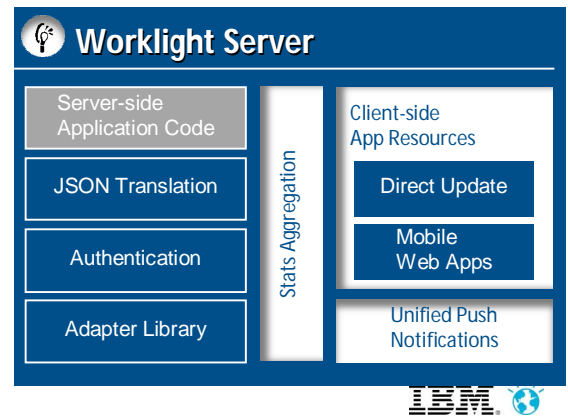 Worklight Server
Server-side
Application Code
JSON Translation
Authentication
Adapter Library
Stats Aggregation
Client-side
App Resources
Direct Update
Mobile
Web Apps
Unified Push
Notifications
IBM.